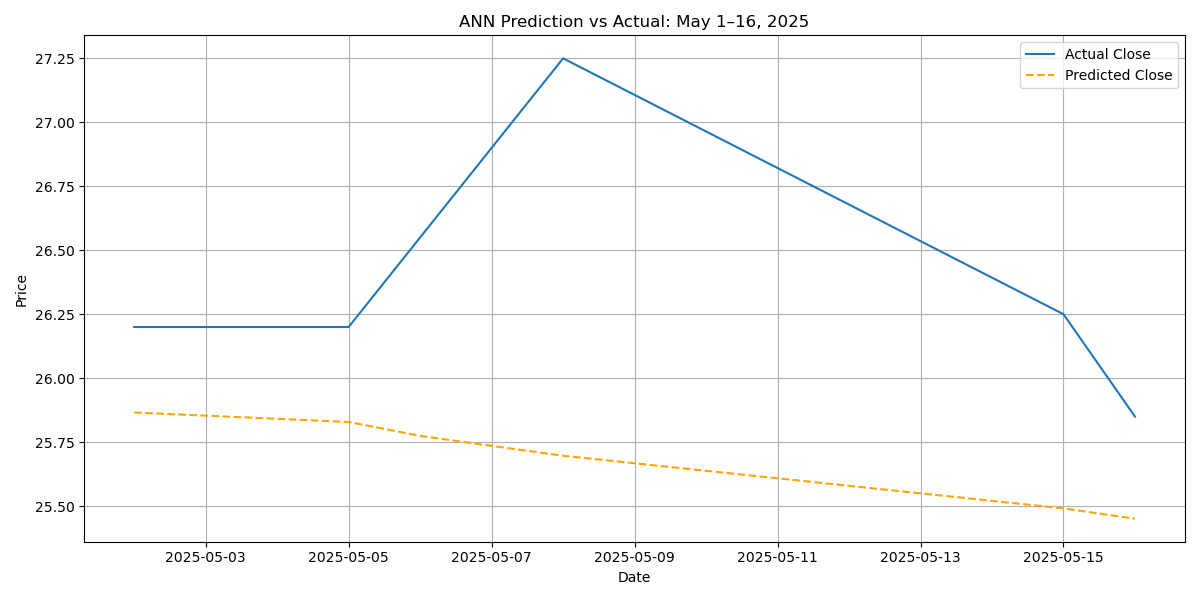 ANN Prediction vs Actual: May 1–16, 2025
Actual Close
Predicted Close
Price
27.25
27.00
26.75
26.50
26.25
26.00
25.75
25.50
2025-05-03 2025-05-05 2025-05-07 2025-05-09 2025-05-11 2025-05-13 2025-05-15
Date